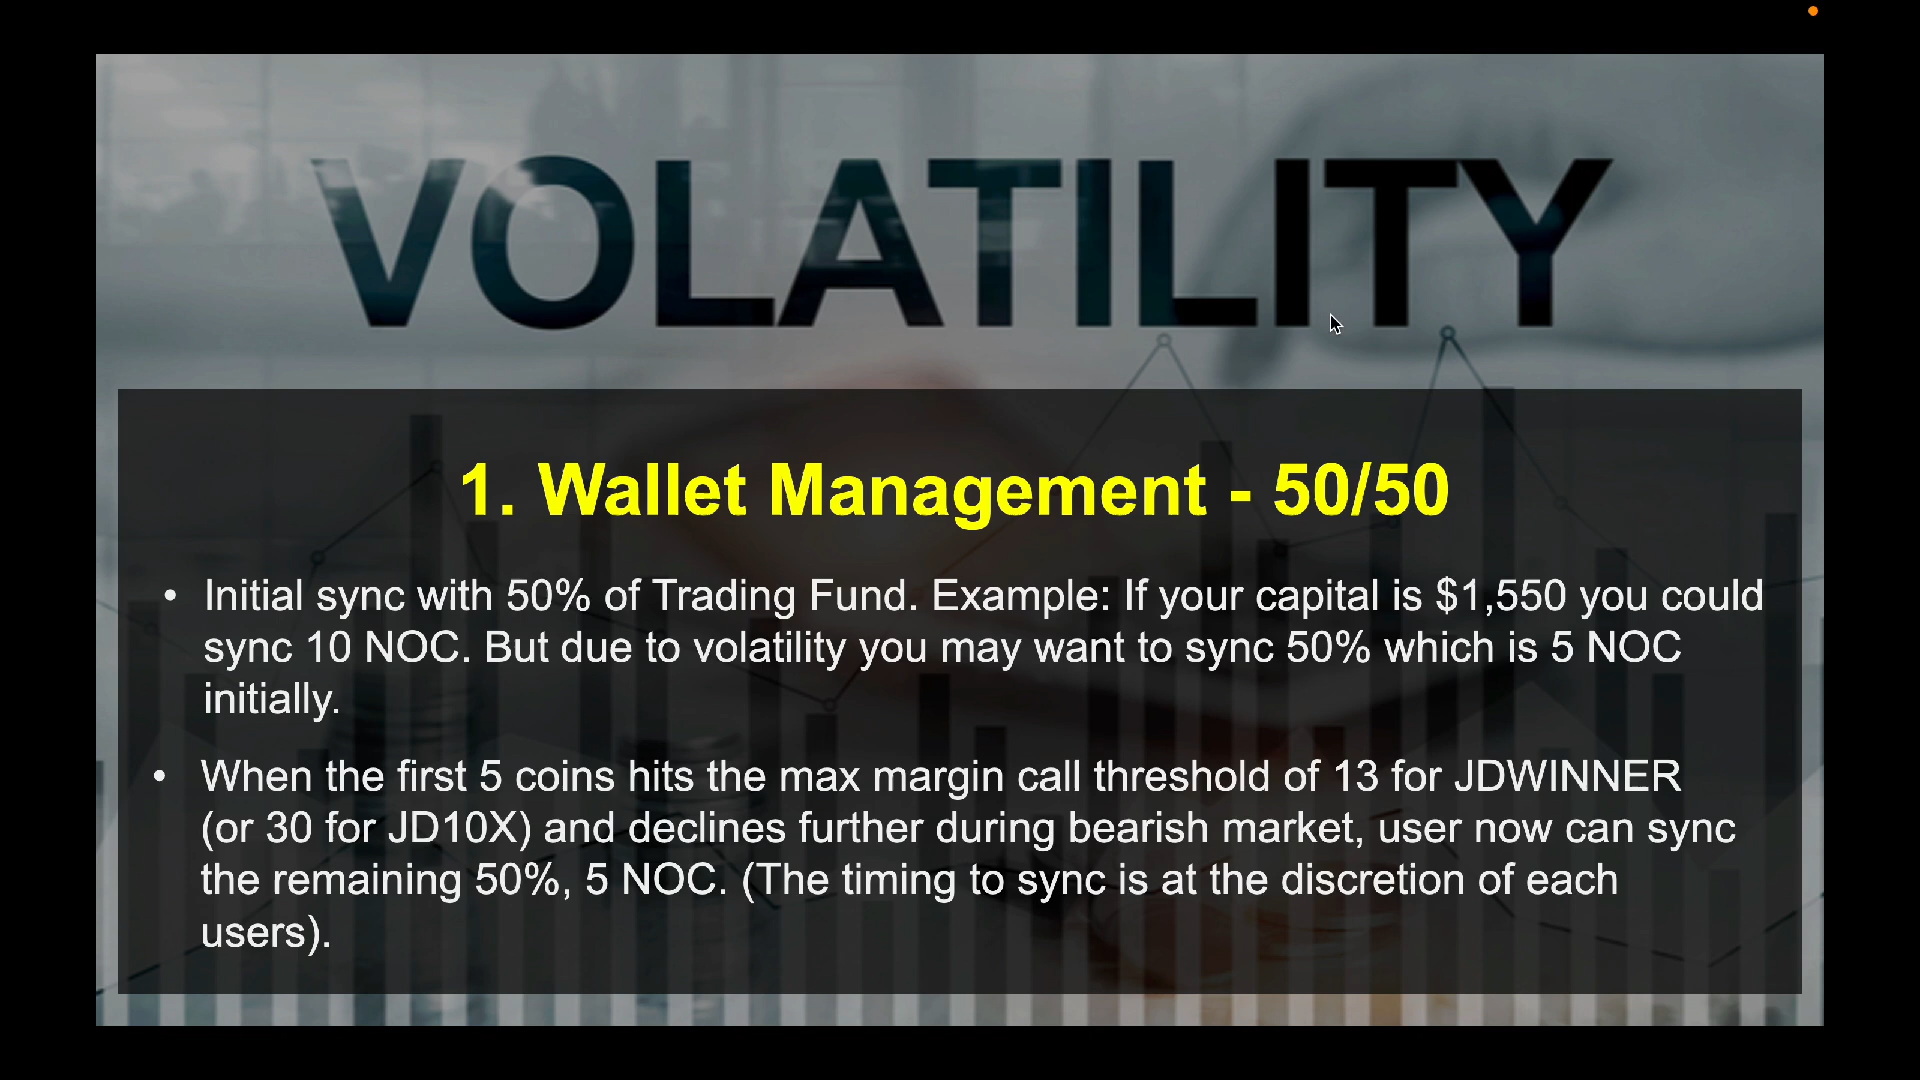 VOLATILITY
1. Wallet Management - 50/50
• Initial sync with 50% of Trading Fund. Example: If your capital is $1,550 you could
sync 10 NOC. But due to volatility you may want to sync 50% which is 5 NOC
initially.
• When the first 5 coins hits the max margin call threshold of 13 for JDWINNER
(or 30 for JD10X) and declines further during bearish market, user now can sync
the remaining 50%, 5 NOC. (The timing to sync is at the discretion of each
users).